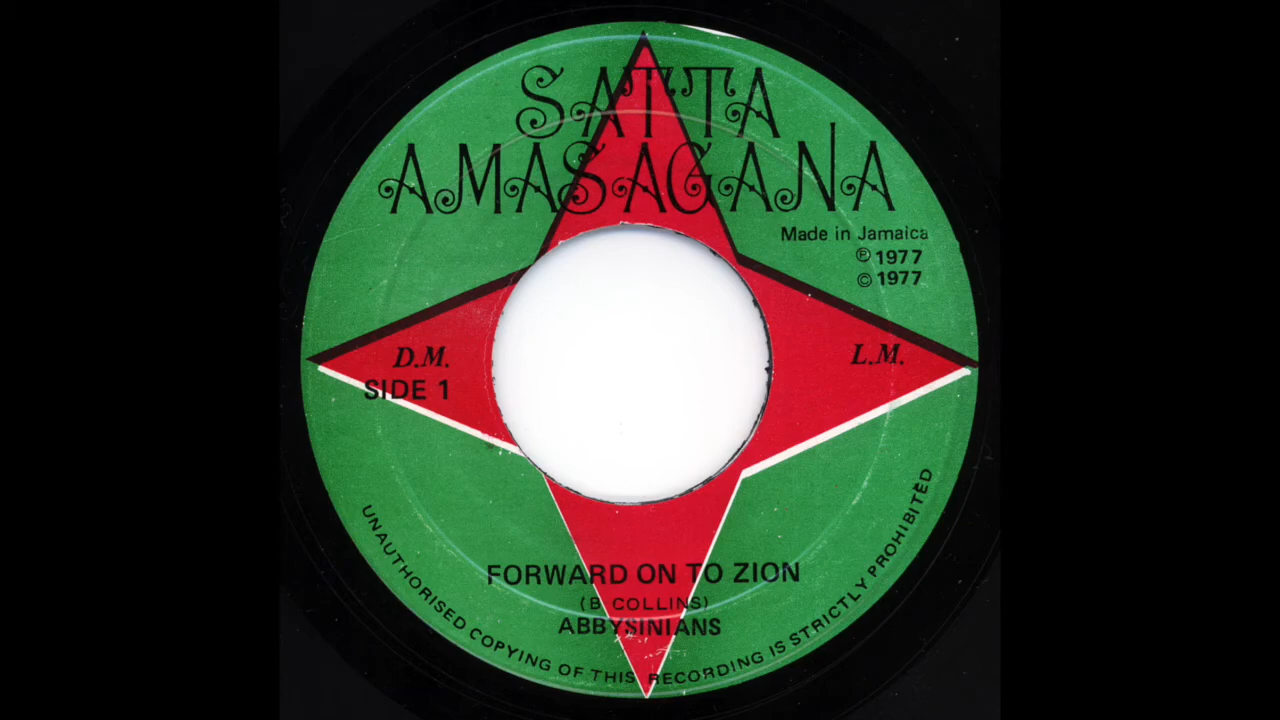 SATTA
AMASAGANA
Made in Jamaica
Ⓟ 1977
© 1977
D.M.
L.M.
SIDE 1
FORWARD ON TO ZION
(B COLLINS)
ABBYSINIANS
UNAUTHORISED COPYING OF THIS RECORDING IS STRICTLY PROHIBITED